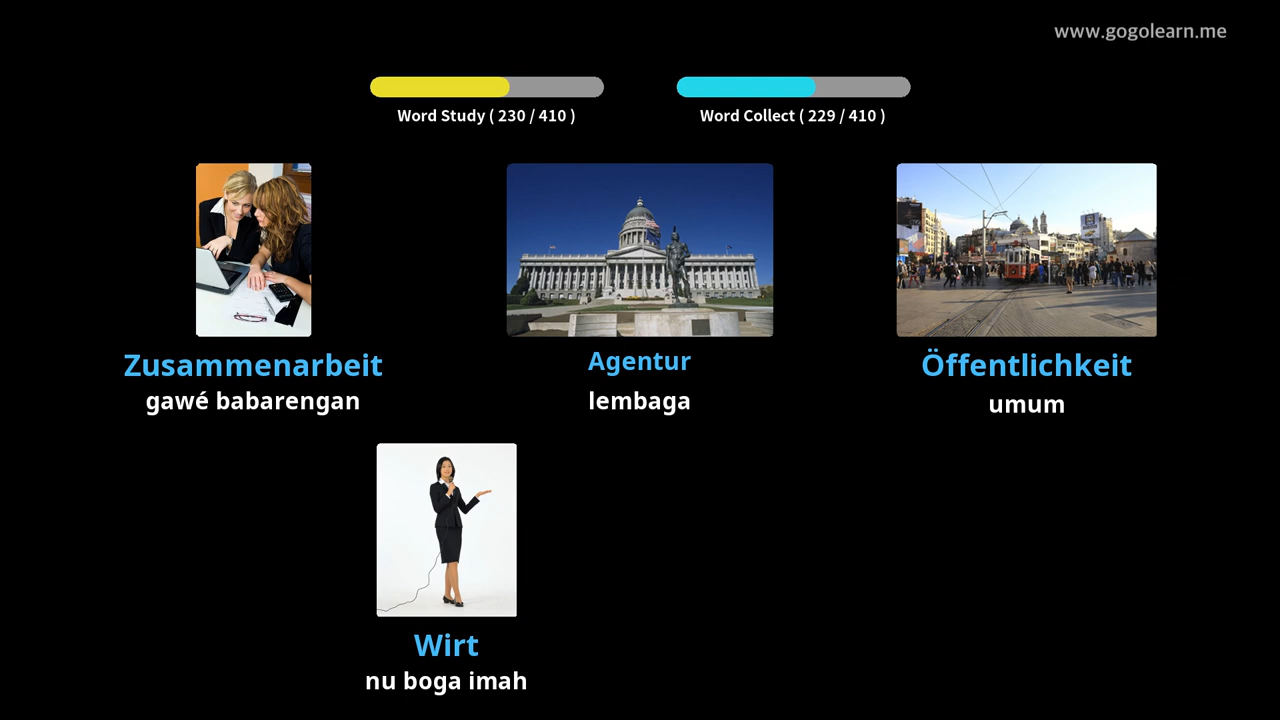 www.gogolearn.me
Word Study ( 230 / 410 )
Word Collect ( 229 / 410 )
Zusammenarbeit
gawé babarengan
Agentur
lembaga
Öffentlichkeit
umum
Wirt
nu boga imah